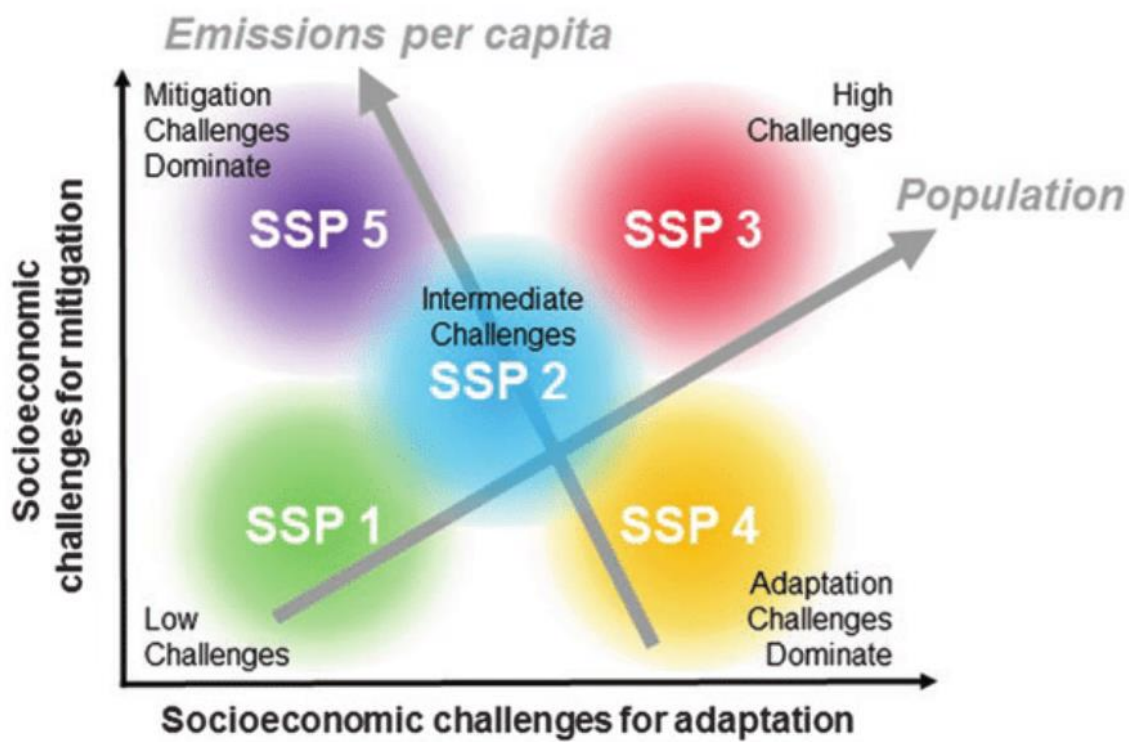 Emissions per capita
Mitigation
Challenges
Dominate
High
Challenges
Population
SSP 5
SSP 3
Intermediate
Challenges
SSP 2
SSP 1
SSP 4
Low
Challenges
Adaptation
Challenges
Dominate
Socioeconomic
challenges for mitigation
Socioeconomic challenges for adaptation